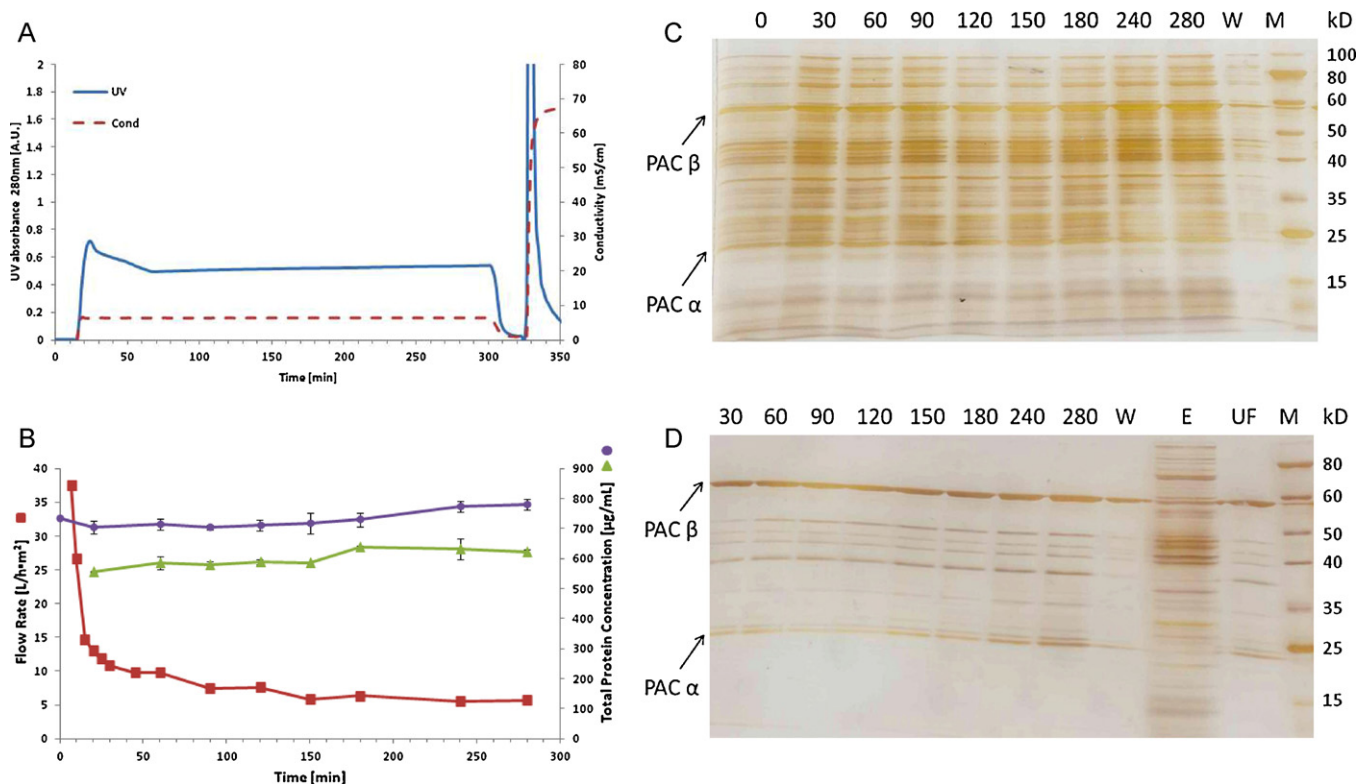 A
UV absorbance 280nm [A.U.]
2
1.8
1.6
1.4
1.2
1
0.8
0.6
0.4
0.2
0
UV
Cond
80
70
60
50
40
30
20
10
0
Conductivity [mS/cm]
0 50 100 150 200 250 300 350
Time [min]
B
Flow Rate [L/h*m²]
40
35
30
25
20
15
10
5
0
900
800
700
600
500
400
300
200
100
0
Total Protein Concentration [µg/mL]
0 50 100 150 200 250 300 350
Time [min]
C
0 30 60 90 120 150 180 240 280 W M kD
PAC β
PAC α
100
80
60
50
40
35
25
15
D
30 60 90 120 150 180 240 280 W E UF M kD
PAC β
PAC α
80
60
50
40
35
25
15